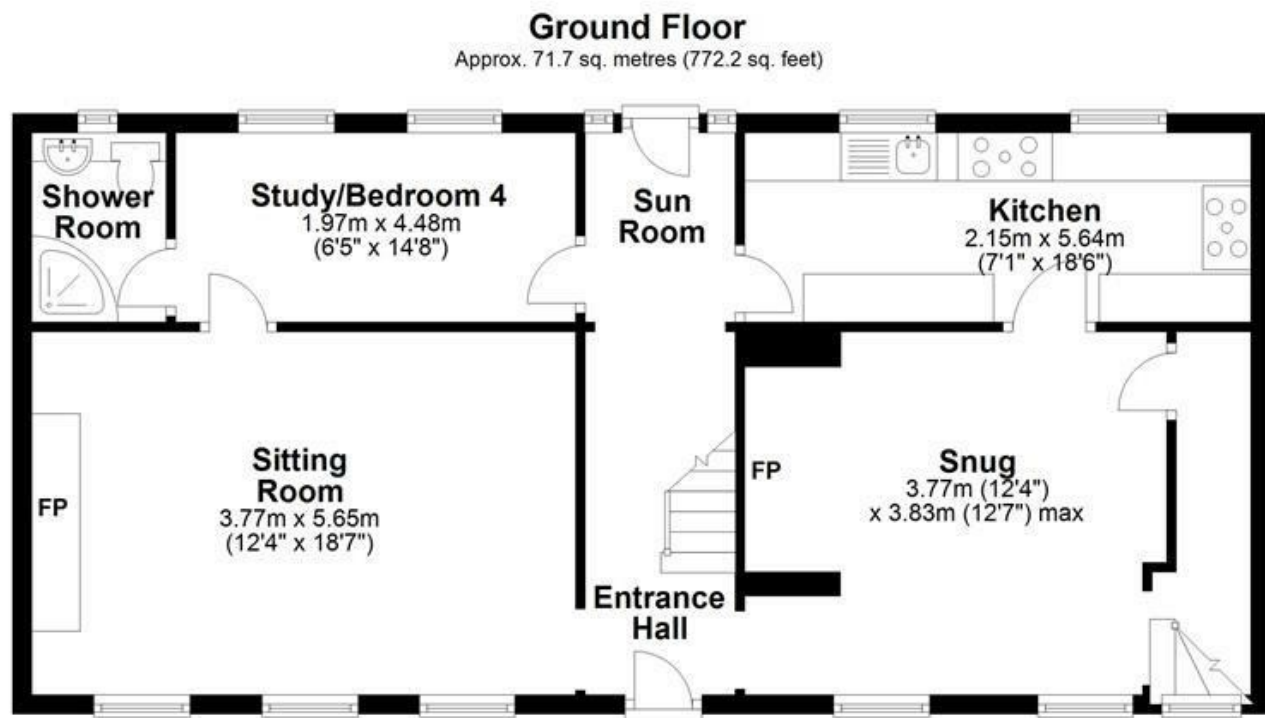 Ground Floor
Approx. 71.7 sq. metres (772.2 sq. feet)
Shower
Room
Study/Bedroom 4
1.97m x 4.48m
(6'5" x 14'8")
Sun
Room
Kitchen
2.15m x 5.64m
(7'1" x 18'6")
FP
Sitting
Room
3.77m x 5.65m
(12'4" x 18'7")
FP
Snug
3.77m (12'4")
x 3.83m (12'7") max
Entrance
Hall